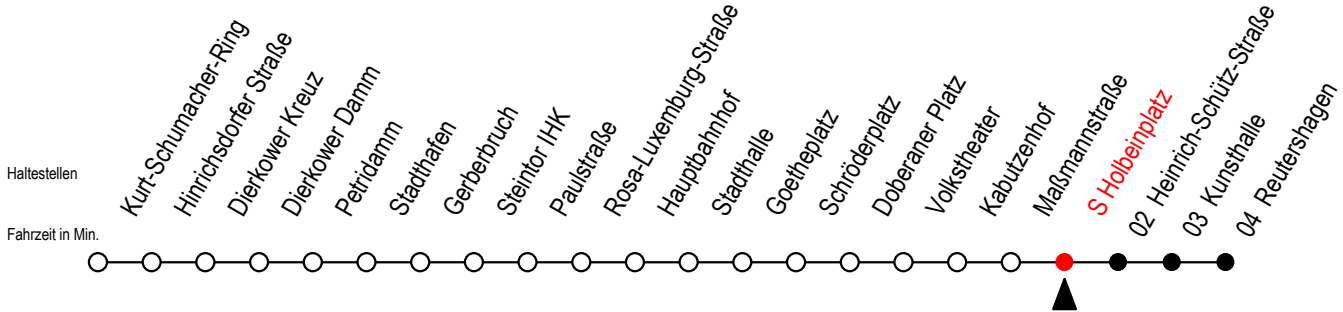 Haltestellen
Kurt-Schumacher-Ring
Hinrichsdorfer Straße
Dierkower Kreuz
Dierkower Damm
Petridamm
Stadthafen
Gerberbruch
Steintor IHK
Paulstraße
Rosa-Luxemburg-Straße
Hauptbahnhof
Stadthalle
Goetheplatz
Schröderplatz
Doberaner Platz
Volkstheater
Kabutzenhof
Maßmannstraße
S Holbeinplatz
02 Heinrich-Schütz-Straße
03 Kunsthalle
04 Reutershagen
Fahrzeit in Min.